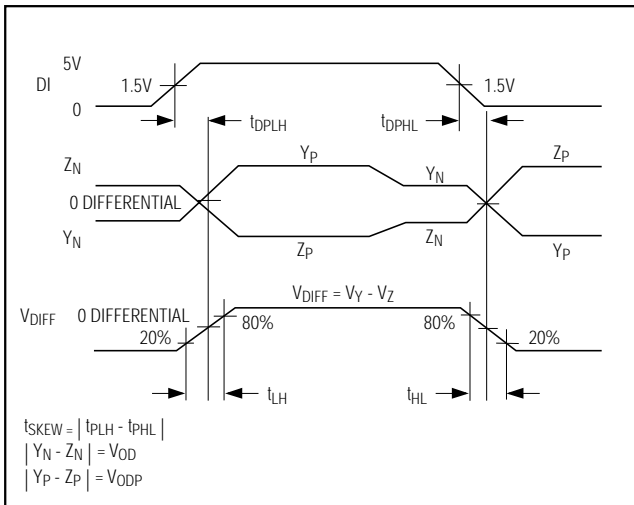 5V
DI
1.5V
1.5V
0
tDPLH
tDPHL
ZN
YP
YN
ZP
0 DIFFERENTIAL
YN
ZP
ZN
YP
VDIFF = VY - VZ
VDIFF
0 DIFFERENTIAL
80%
80%
20%
20%
tLH
tHL
tSKEW = | tPLH - tPHL |
| YN - ZN | = VOD
| YP - ZP | = VODP